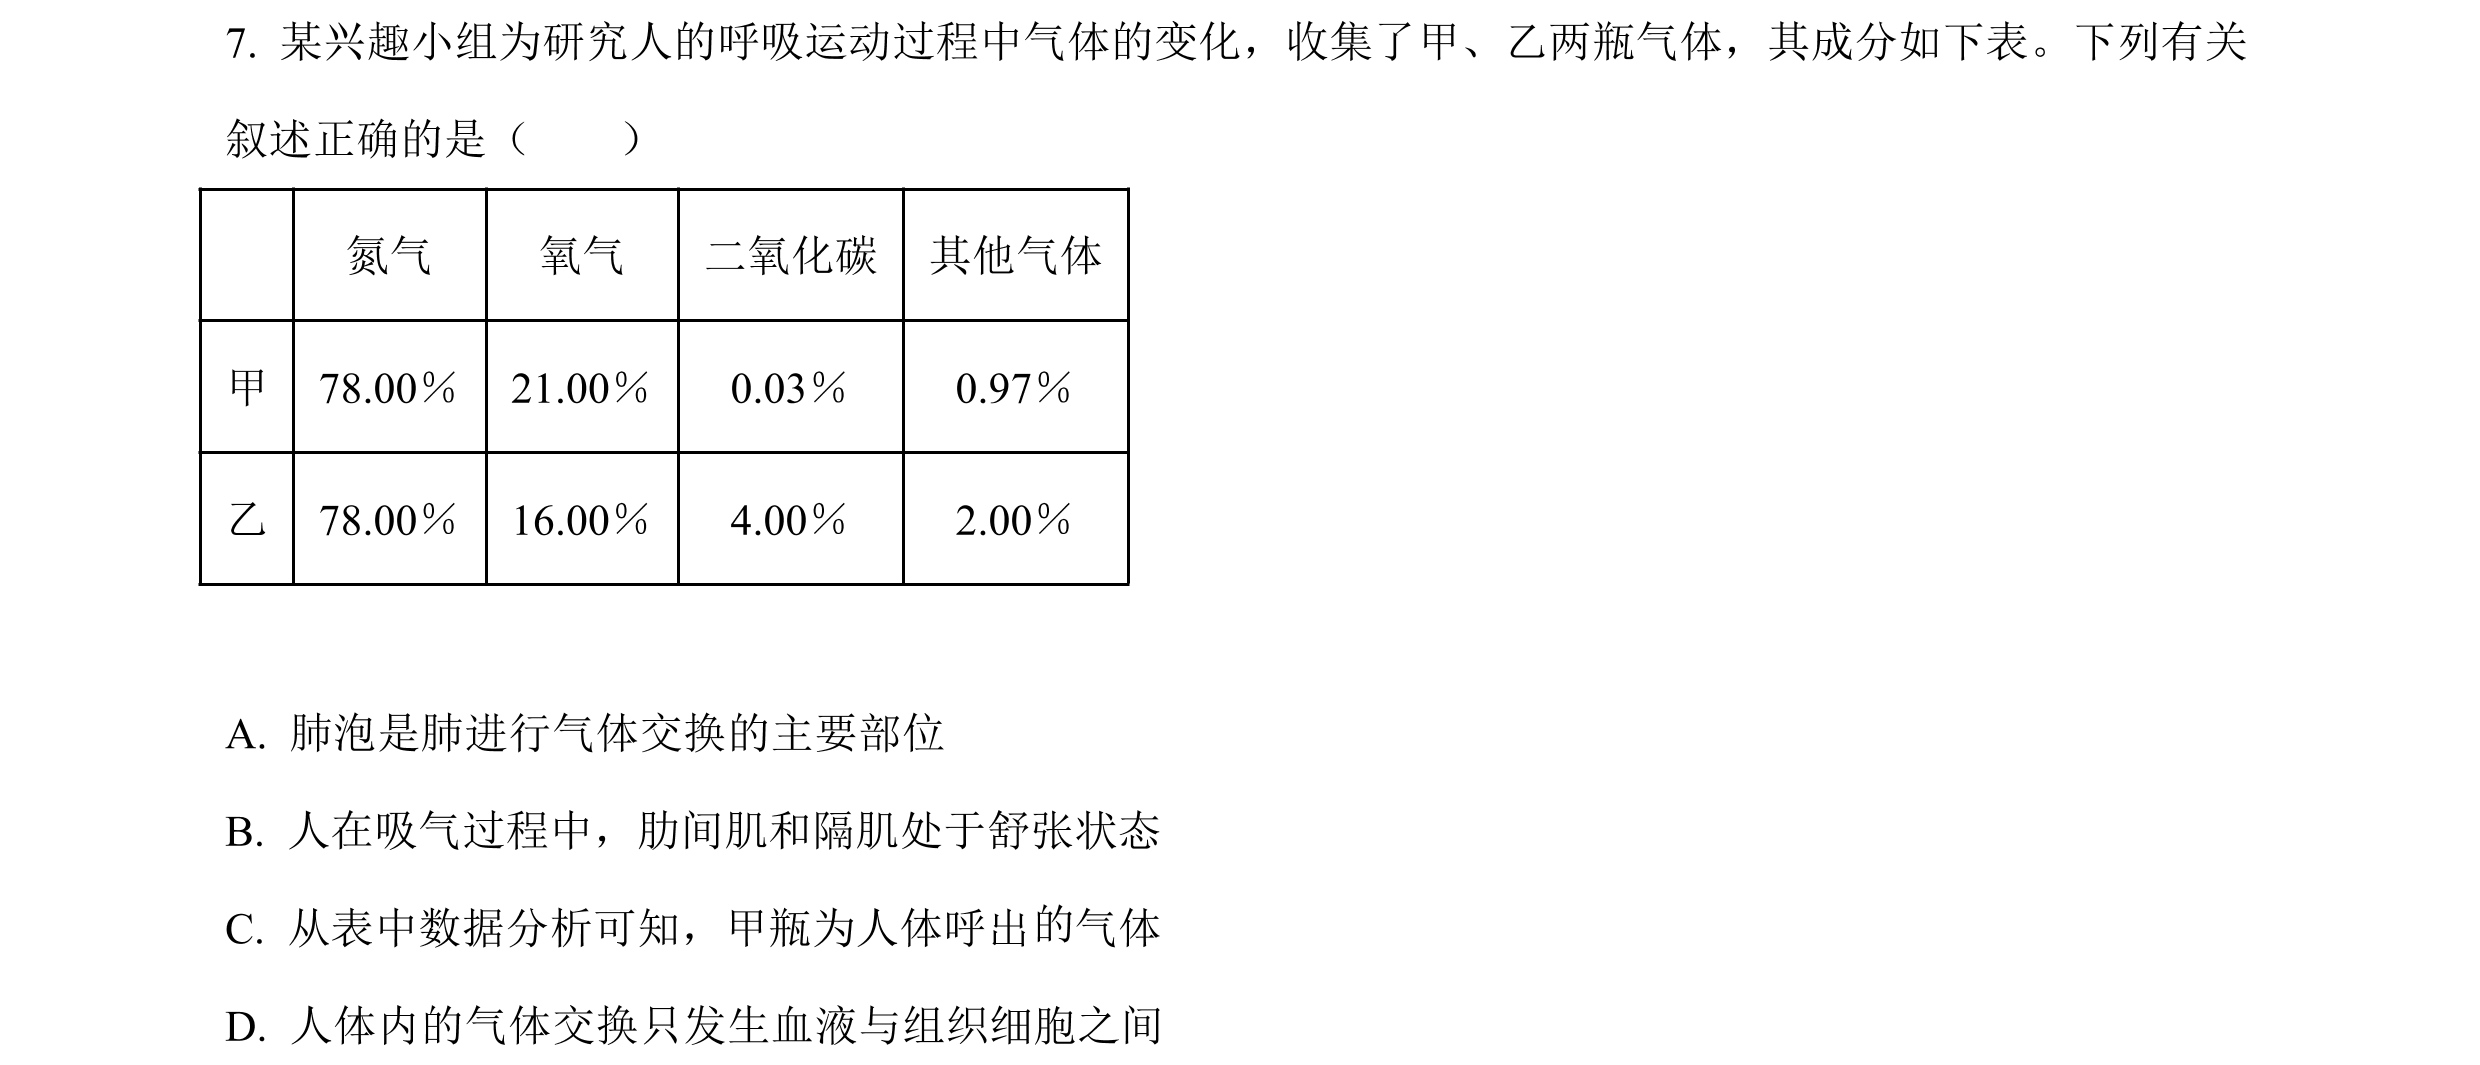 7. 某兴趣小组为研究人的呼吸运动过程中气体的变化，收集了甲、乙两瓶气体，其成分如下表。下列有关
叙述正确的是（　　）
氮气 氧气 二氧化碳 其他气体
甲 78.00% 21.00% 0.03% 0.97%
乙 78.00% 16.00% 4.00% 2.00%
A. 肺泡是肺进行气体交换的主要部位
B. 人在吸气过程中，肋间肌和隔肌处于舒张状态
C. 从表中数据分析可知，甲瓶为人体呼出的气体
D. 人体内的气体交换只发生血液与组织细胞之间